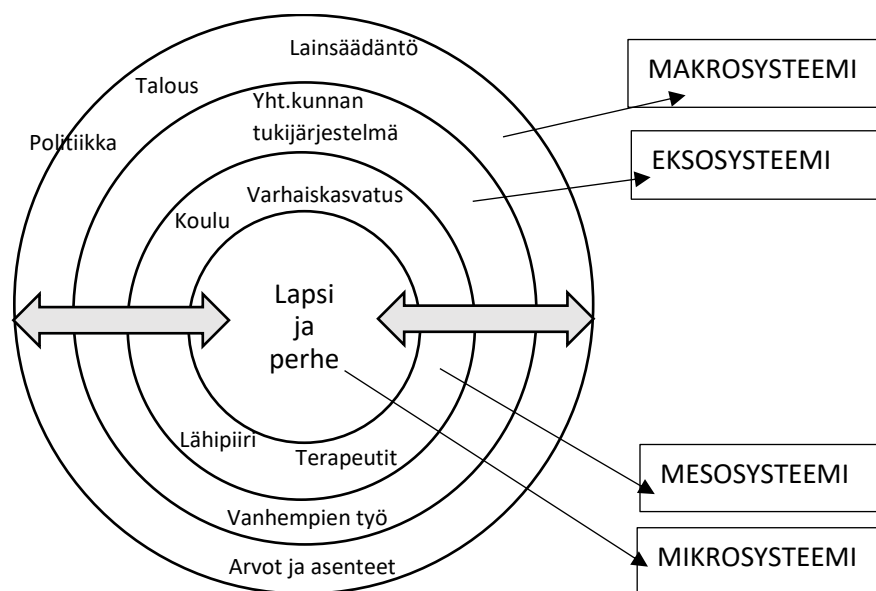 Lainsäädäntö
MAKROSYSTEEMI
Talous
Yht.kunnan
tukijärjestelmä
Politiikka
EKSOSYSTEEMI
Varhaiskasvatus
Koulu
Lapsi
ja
perhe
Lähipiiri
Terapeutit
MESOSYSTEEMI
Vanhempien työ
MIKROSYSTEEMI
Arvot ja asenteet